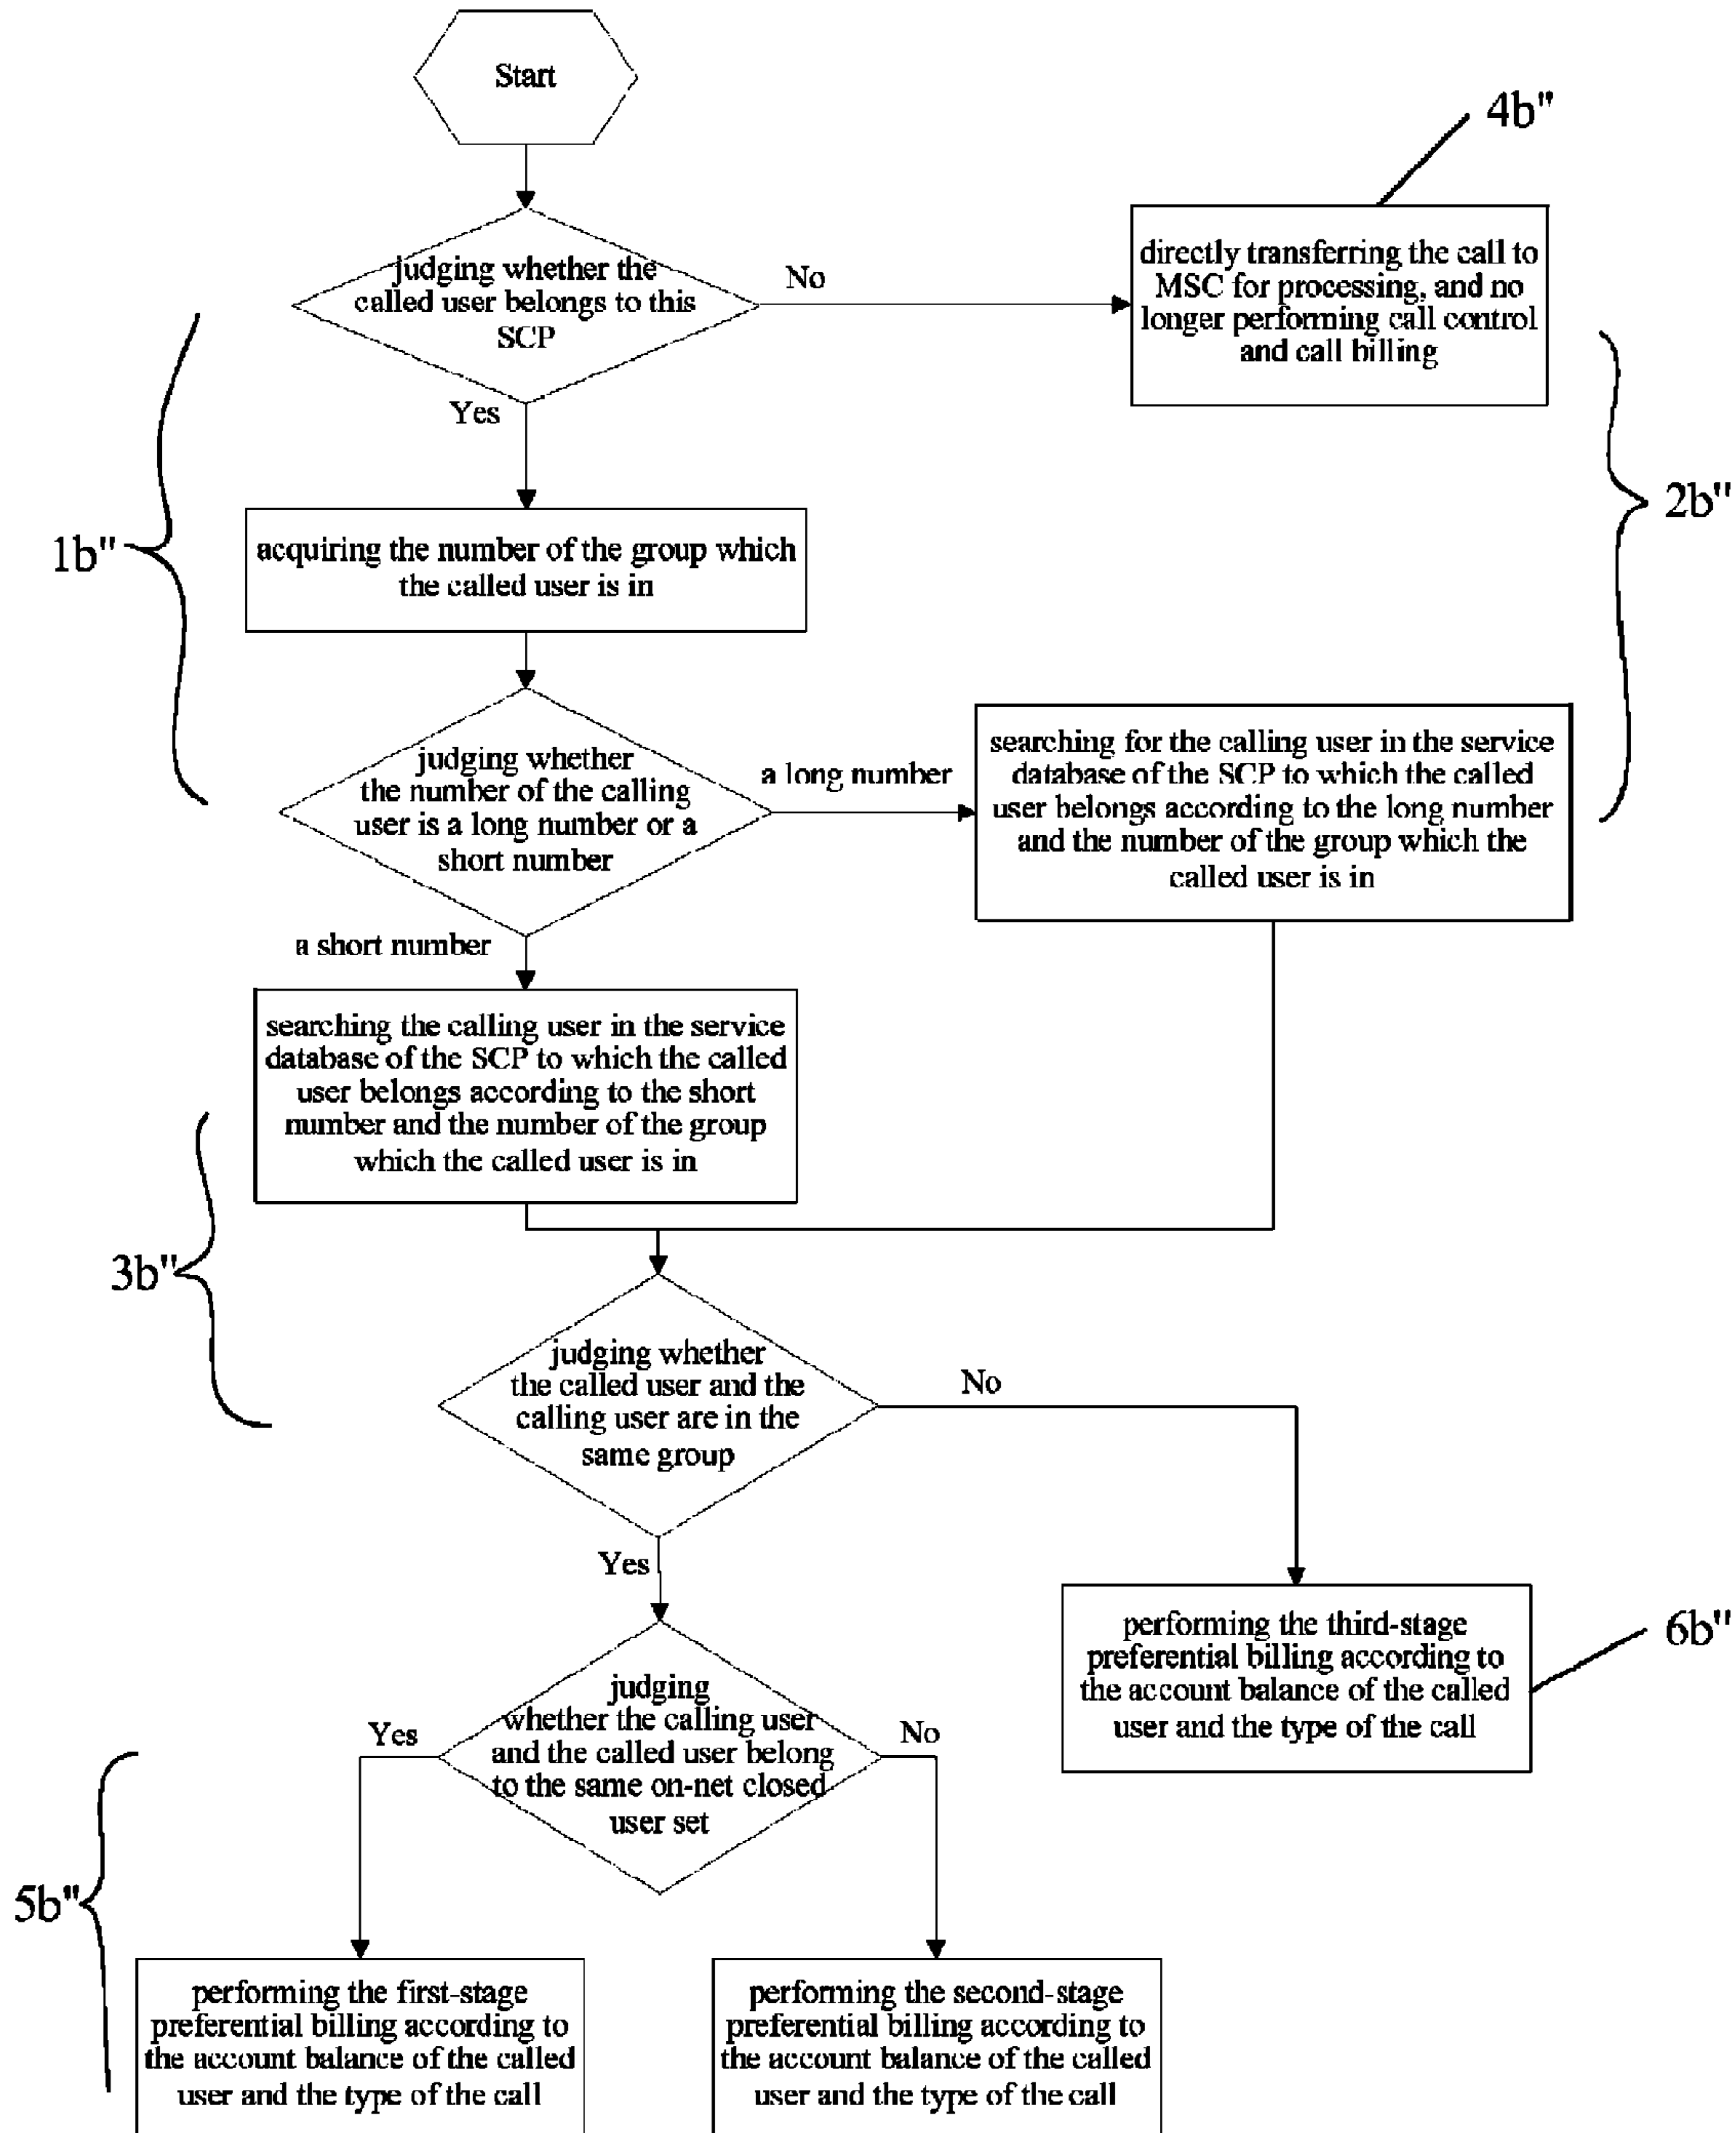 Start
4b"
judging whether the
called user belongs to this
SCP
No
directly transferring the call to
MSC for processing, and no
longer performing call control
and call billing
Yes
1b"
2b"
acquiring the number of the group which
the called user is in
judging whether
the number of the calling
user is a long number or a
short number
a long number
searching for the calling user in the service
database of the SCP to which the called
user belongs according to the long number
and the number of the group which the
called user is in
a short number
searching the calling user in the service
database of the SCP to which the called
user belongs according to the short
number and the number of the group
which the called user is in
3b"
judging whether
the called user and the
calling user are in the
same group
No
Yes
performing the third-stage
preferential billing according to
the account balance of the called
user and the type of the call
6b"
judging
whether the calling user
and the called user belong
to the same on-net closed
user set
Yes
No
5b"
performing the first-stage
preferential billing according to
the account balance of the called
user and the type of the call
performing the second-stage
preferential billing according to
the account balance of the called
user and the type of the call